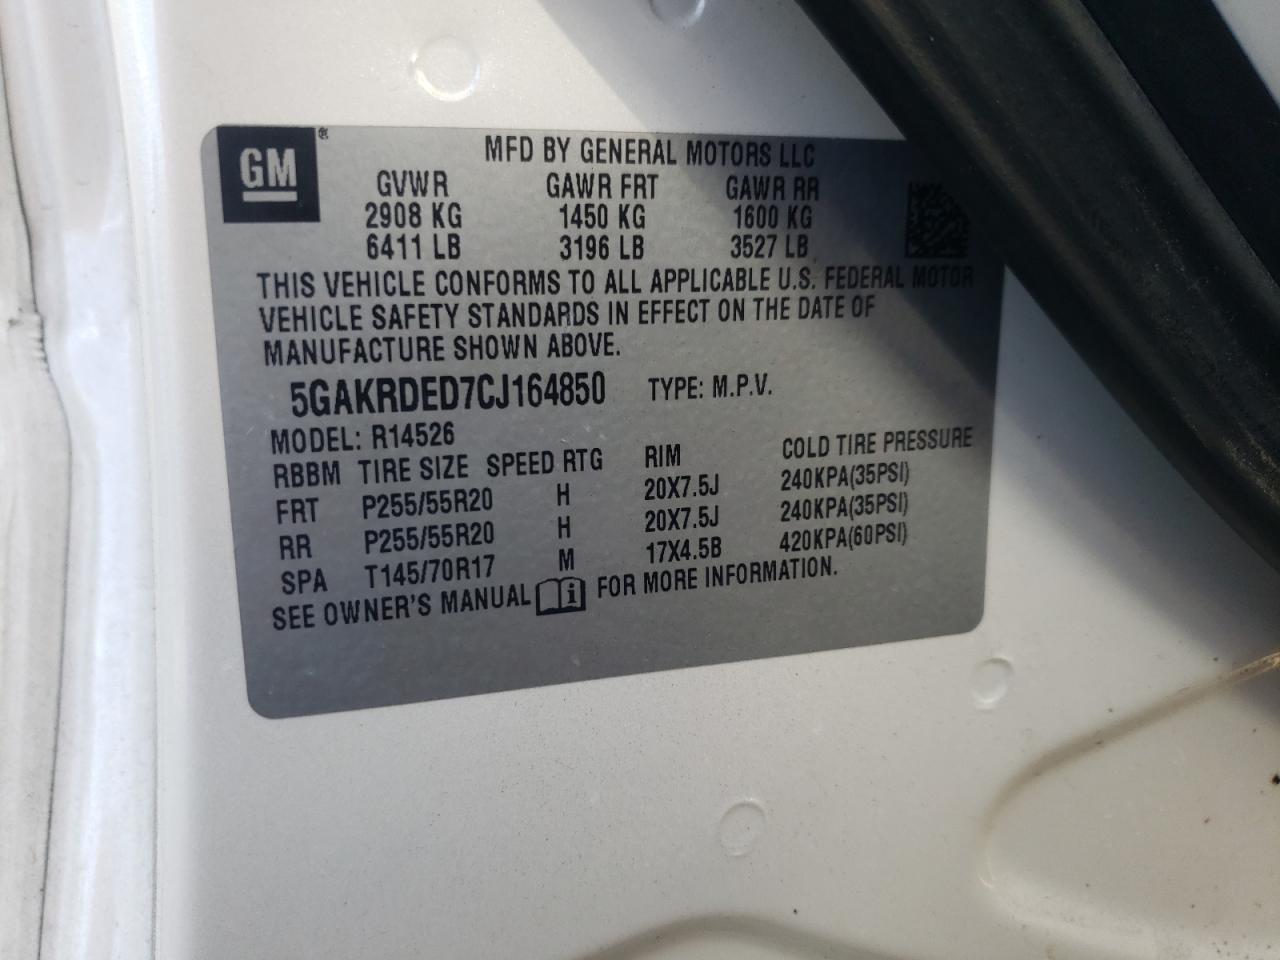 GM ®
MFD BY GENERAL MOTORS LLC
GVWR GAWR FRT GAWR RR
2908 KG 1450 KG 1600 KG
6411 LB 3196 LB 3527 LB
THIS VEHICLE CONFORMS TO ALL APPLICABLE U.S. FEDERAL MOTOR
VEHICLE SAFETY STANDARDS IN EFFECT ON THE DATE OF
MANUFACTURE SHOWN ABOVE.
5GAKRDED7CJ164850 TYPE: M.P.V.
MODEL: R14526
RBBM TIRE SIZE SPEED RTG RIM COLD TIRE PRESSURE
FRT P255/55R20 H 20X7.5J 240KPA(35PSI)
RR P255/55R20 H 20X7.5J 240KPA(35PSI)
SPA T145/70R17 M 17X4.5B 420KPA(60PSI)
SEE OWNER'S MANUAL i FOR MORE INFORMATION.